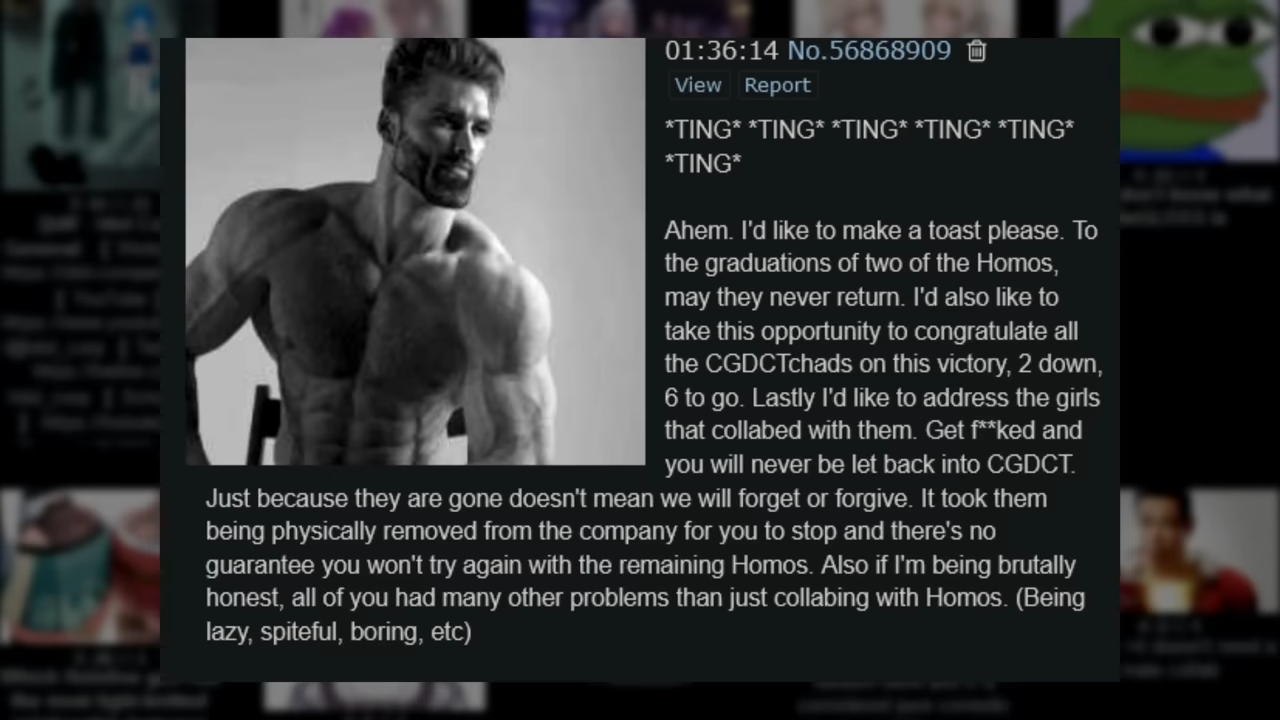 01:36:14 No.56868909
View Report
*TING* *TING* *TING* *TING* *TING*
*TING*
Ahem. I'd like to make a toast please. To
the graduations of two of the Homos,
may they never return. I'd also like to
take this opportunity to congratulate all
the CGDCTchads on this victory, 2 down,
6 to go. Lastly I'd like to address the girls
that collabed with them. Get f**ked and
you will never be let back into CGDCT.
Just because they are gone doesn't mean we will forget or forgive. It took them
being physically removed from the company for you to stop and there's no
guarantee you won't try again with the remaining Homos. Also if I'm being brutally
honest, all of you had many other problems than just collabing with Homos. (Being
lazy, spiteful, boring, etc)